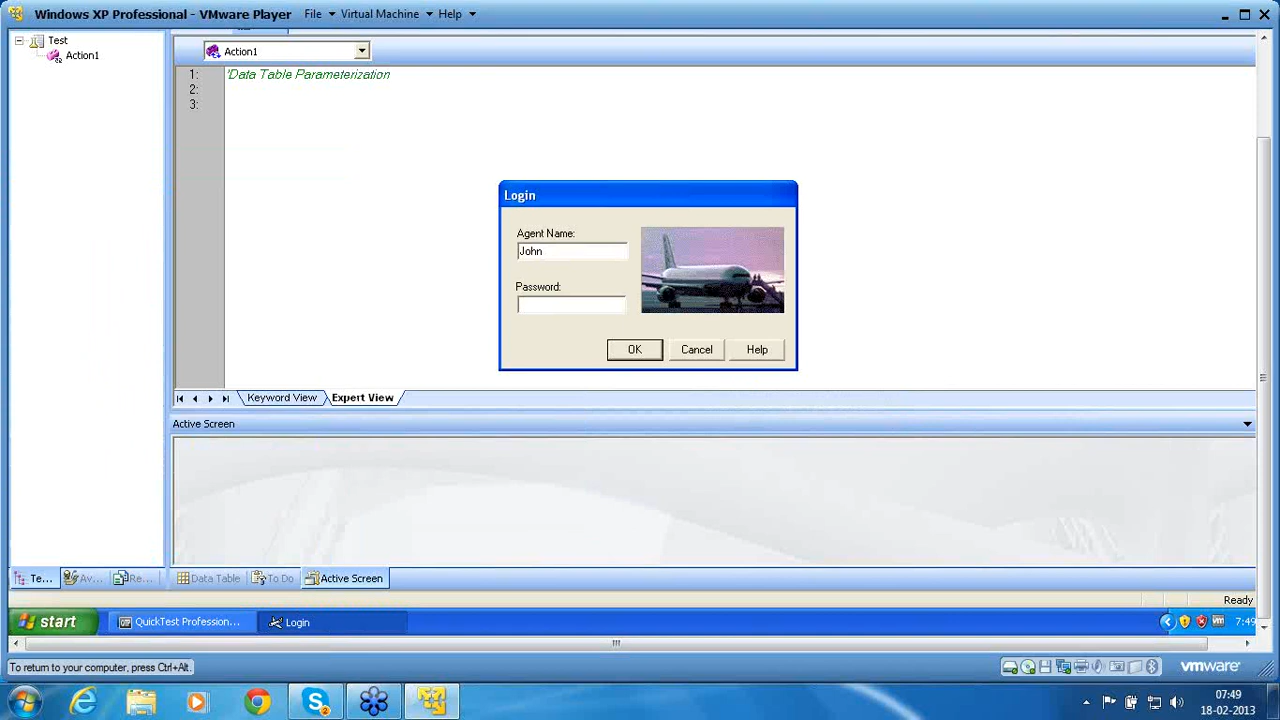 Windows XP Professional - VMware Player File Virtual Machine Help
Test
Action1
Action1
1: 'Data Table Parameterization
2:
3:
Login
Agent Name:
John
Password:
OK Cancel Help
Keyword View Expert View
Active Screen
Te... Av... Re... Data Table To Do Active Screen
Ready
start QuickTest Profession... Login 7:49
To return to your computer, press Ctrl+Alt. vmware
07:49
18-02-2013